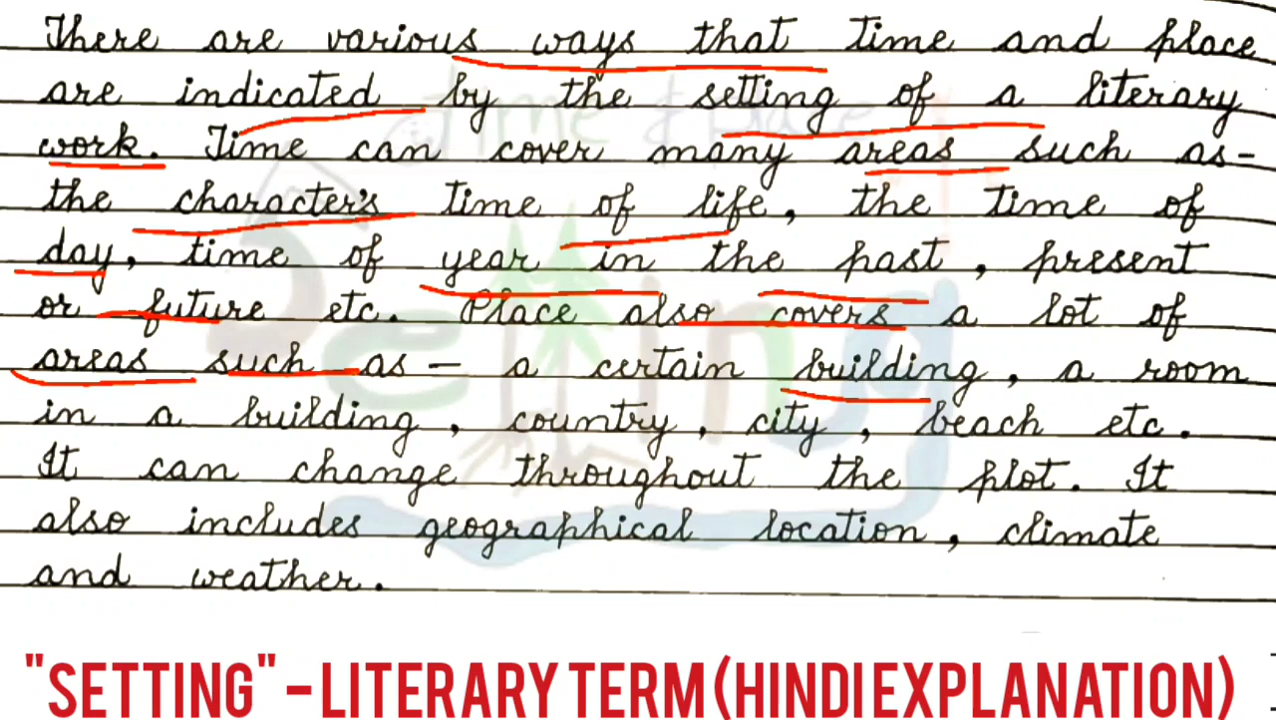 There are various ways that time and place
are indicated by the setting of a literary
work. Time can cover many areas such as-
the character's time of life, the time of
day, time of year in the past, present
or future etc. Place also covers a lot of
areas such as - a certain building, a room
in a building, country, city, beach etc.
It can change throughout the plot. It
also includes geographical location, climate
and weather.
"SETTING" - LITERARY TERM (HINDI EXPLANATION)